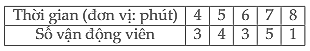 Thời gian (đơn vị: phút) 4 5 6 7 8
Số vận động viên 3 4 3 5 1